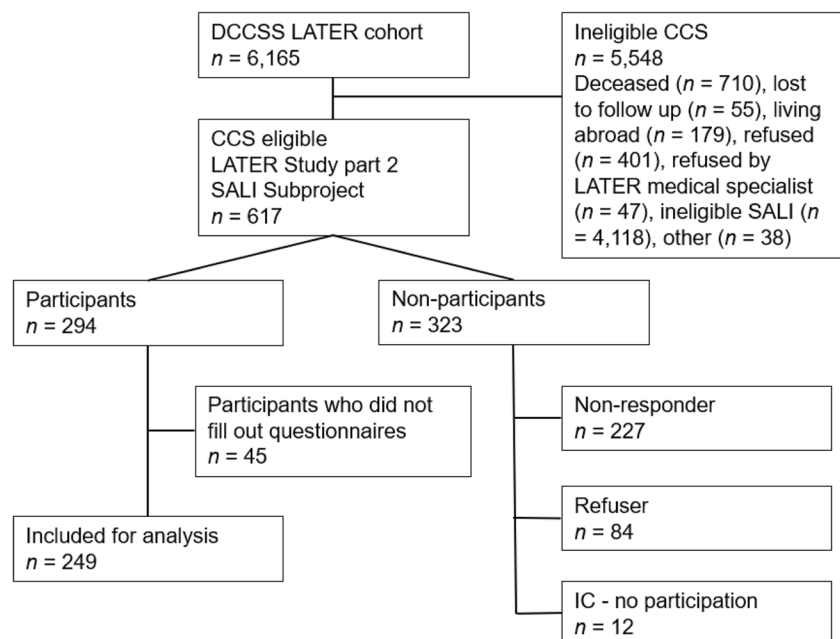 DCCSS LATER cohort
n = 6,165
Ineligible CCS
n = 5,548
Deceased (n = 710), lost
to follow up (n = 55), living
abroad (n = 179), refused
(n = 401), refused by
LATER medical specialist
(n = 47), ineligible SALI (n
= 4,118), other (n = 38)
CCS eligible
LATER Study part 2
SALI Subproject
n = 617
Participants
n = 294
Non-participants
n = 323
Participants who did not
fill out questionnaires
n = 45
Non-responder
n = 227
Refuser
n = 84
Included for analysis
n = 249
IC - no participation
n = 12